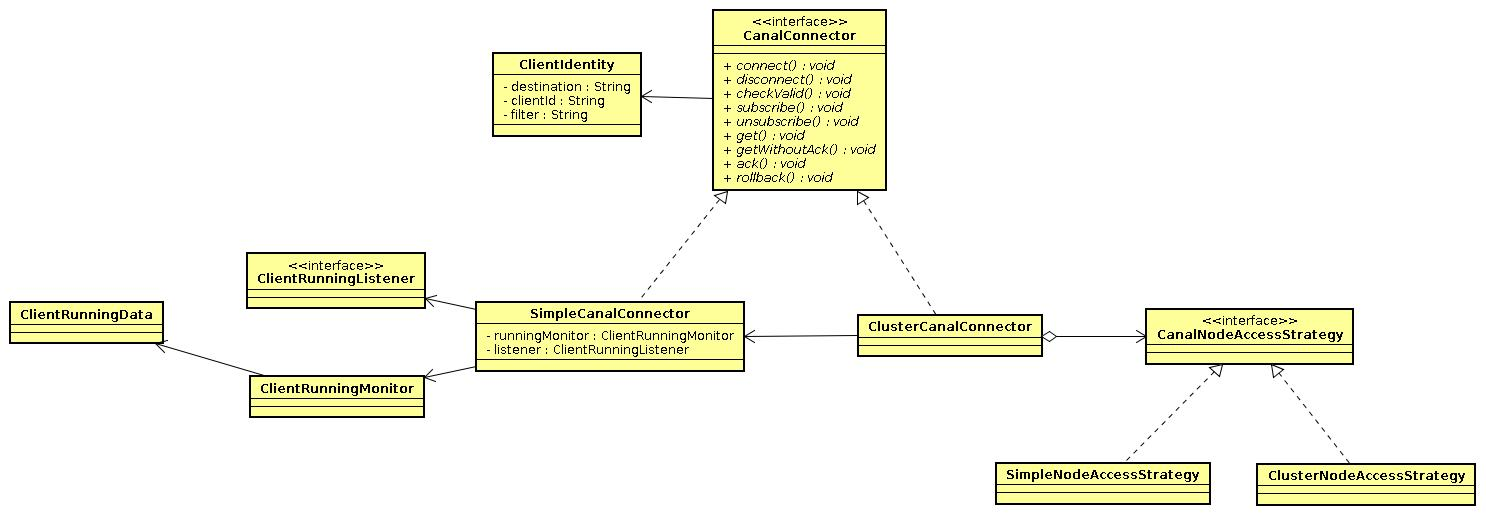 <<interface>>
CanalConnector
+ connect() : void
+ disconnect() : void
+ checkValid() : void
+ subscribe() : void
+ unsubscribe() : void
+ get() : void
+ getWithoutAck() : void
+ ack() : void
+ rollback() : void
ClientIdentity
- destination : String
- clientId : String
- filter : String
<<interface>>
ClientRunningListener
ClientRunningData
SimpleCanalConnector
- runningMonitor : ClientRunningMonitor
- listener : ClientRunningListener
ClusterCanalConnector
<<interface>>
CanalNodeAccessStrategy
ClientRunningMonitor
SimpleNodeAccessStrategy
ClusterNodeAccessStrategy